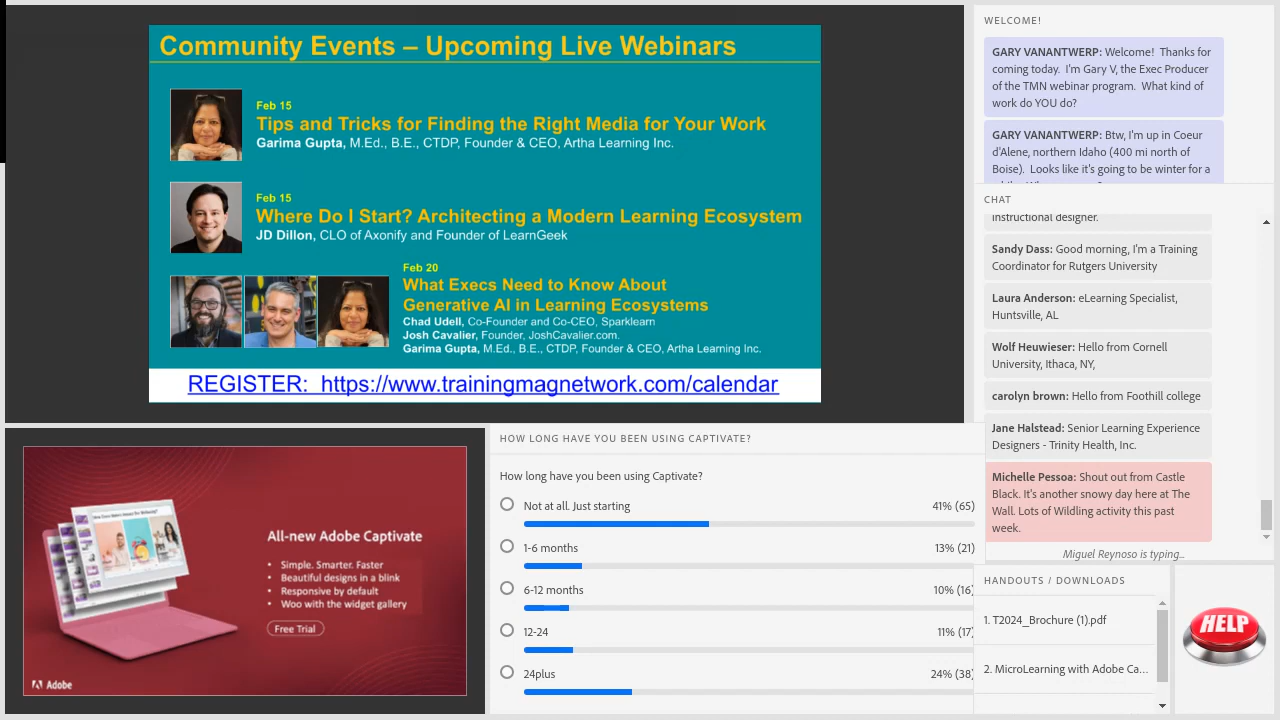 Community Events – Upcoming Live Webinars
Feb 15
Tips and Tricks for Finding the Right Media for Your Work
Garima Gupta, M.Ed., B.E., CTDP, Founder & CEO, Artha Learning Inc.
Feb 15
Where Do I Start? Architecting a Modern Learning Ecosystem
JD Dillon, CLO of Axonify and Founder of LearnGeek
Feb 20
What Execs Need to Know About
Generative AI in Learning Ecosystems
Chad Udell, Co-Founder and Co-CEO, Sparklearn
Josh Cavalier, Founder, JoshCavalier.com.
Garima Gupta, M.Ed., B.E., CTDP, Founder & CEO, Artha Learning Inc.
REGISTER: https://www.trainingmagnetwork.com/calendar
WELCOME!
GARY VANANTWERP: Welcome! Thanks for
coming today. I'm Gary V, the Exec Producer
of the TMN webinar program. What kind of
work do YOU do?
GARY VANANTWERP: Btw, I'm up in Coeur
d'Alene, northern Idaho (400 mi north of
Boise). Looks like it's going to be winter for a
CHAT
instructional designer.
Sandy Dass: Good morning, I'm a Training
Coordinator for Rutgers University
Laura Anderson: eLearning Specialist,
Huntsville, AL
Wolf Heuvieser: Hello from Cornell
University, Ithaca, NY,
carolyn brown: Hello from Foothill college
Jane Halstead: Senior Learning Experience
Designers - Trinity Health, Inc.
Michelle Pessoa: Shout out from Castle
Black. It's another snowy day here at The
Wall. Lots of Wildling activity this past
week.
Miguel Reynoso is typing...
All-new Adobe Captivate
• Simple. Smarter. Faster
• Beautiful designs in a blink
• Responsive by default
• Woo with the widget gallery
Free Trial
Adobe
HOW LONG HAVE YOU BEEN USING CAPTIVATE?
How long have you been using Captivate?
Not at all. Just starting 41% (65)
1-6 months 13% (21)
6-12 months 10% (16)
12-24 11% (17)
24plus 24% (38)
HANDOUTS / DOWNLOADS
1. T2024_Brochure (1).pdf
2. MicroLearning with Adobe Ca...
HELP